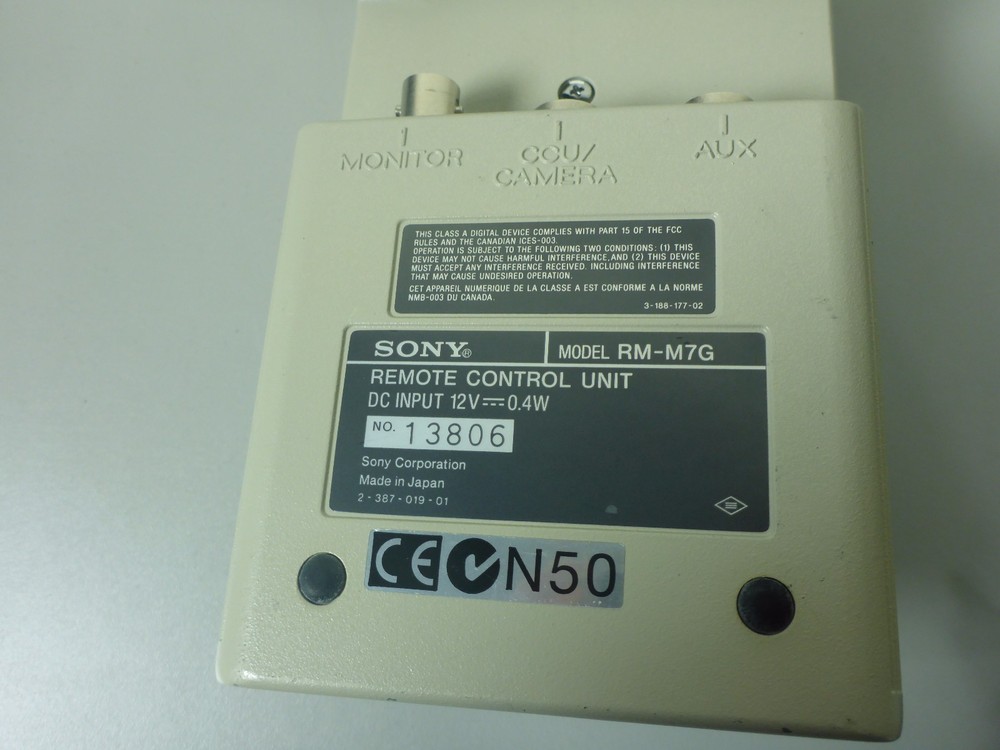 MONITOR
CCU/
CAMERA
AUX
THIS CLASS A DIGITAL DEVICE COMPLIES WITH PART 15 OF THE FCC
RULES AND THE CANADIAN ICES-003.
OPERATION IS SUBJECT TO THE FOLLOWING TWO CONDITIONS: (1) THIS
DEVICE MAY NOT CAUSE HARMFUL INTERFERENCE,AND (2) THIS DEVICE
MUST ACCEPT ANY INTERFERENCE RECEIVED. INCLUDING INTERFERENCE
THAT MAY CAUSE UNDESIRED OPERATION.
CET APPAREIL NUMERIQUE DE LA CLASSE A EST CONFORME A LA NORME
NMB-003 DU CANADA.
3-188-177-02
SONY® MODEL RM-M7G
REMOTE CONTROL UNIT
DC INPUT 12V⎓0.4W
NO. 13806
Sony Corporation
Made in Japan
2-387-019-01
CE N50